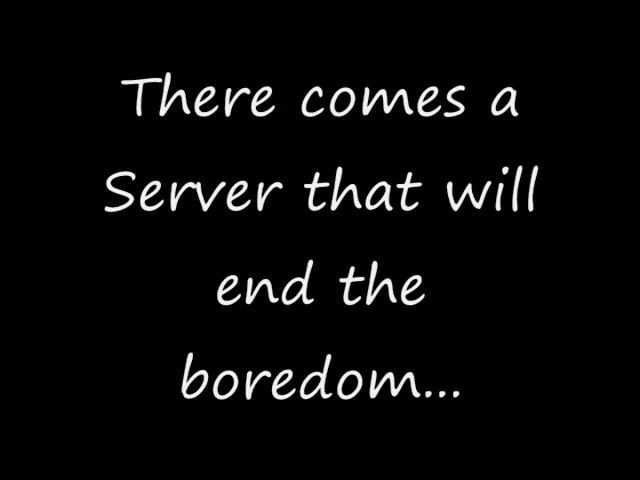 There comes a
Server that will
end the
boredom...